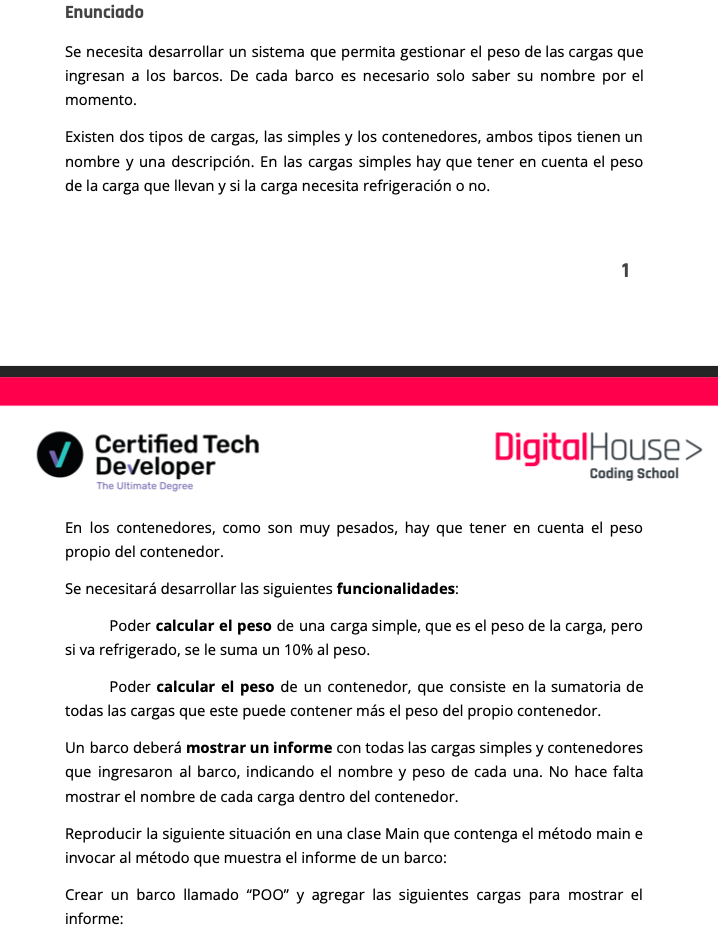 Enunciado
Se necesita desarrollar un sistema que permita gestionar el peso de las cargas que
ingresan a los barcos. De cada barco es necesario solo saber su nombre por el
momento.
Existen dos tipos de cargas, las simples y los contenedores, ambos tipos tienen un
nombre y una descripción. En las cargas simples hay que tener en cuenta el peso
de la carga que llevan y si la carga necesita refrigeración o no.
1
Certified Tech
Developer
The Ultimate Degree
DigitalHouse>
Coding School
En los contenedores, como son muy pesados, hay que tener en cuenta el peso
propio del contenedor.
Se necesitará desarrollar las siguientes funcionalidades:
Poder calcular el peso de una carga simple, que es el peso de la carga, pero
si va refrigerado, se le suma un 10% al peso.
Poder calcular el peso de un contenedor, que consiste en la sumatoria de
todas las cargas que este puede contener más el peso del propio contenedor.
Un barco deberá mostrar un informe con todas las cargas simples y contenedores
que ingresaron al barco, indicando el nombre y peso de cada una. No hace falta
mostrar el nombre de cada carga dentro del contenedor.
Reproducir la siguiente situación en una clase Main que contenga el método main e
invocar al método que muestra el informe de un barco:
Crear un barco llamado “POO” y agregar las siguientes cargas para mostrar el
informe: